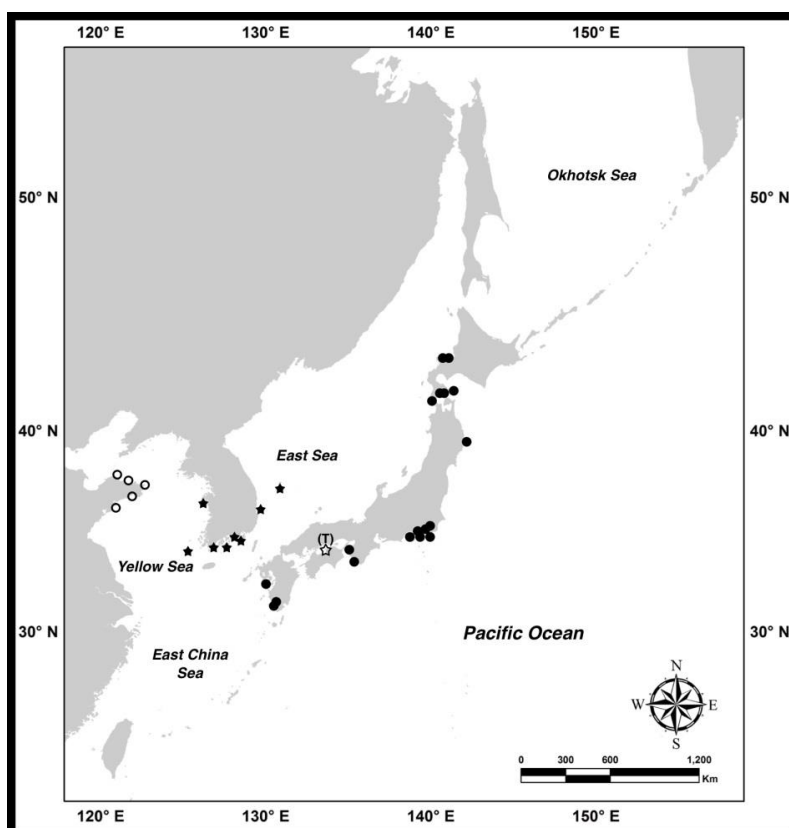 120° E 130° E 140° E 150° E
50° N 50° N
Okhotsk Sea
40° N 40° N
East Sea
(T)
Yellow Sea
30° N 30° N
Pacific Ocean
East China
Sea
N
W E
S
0 300 600 1,200
Km
120° E 130° E 140° E 150° E